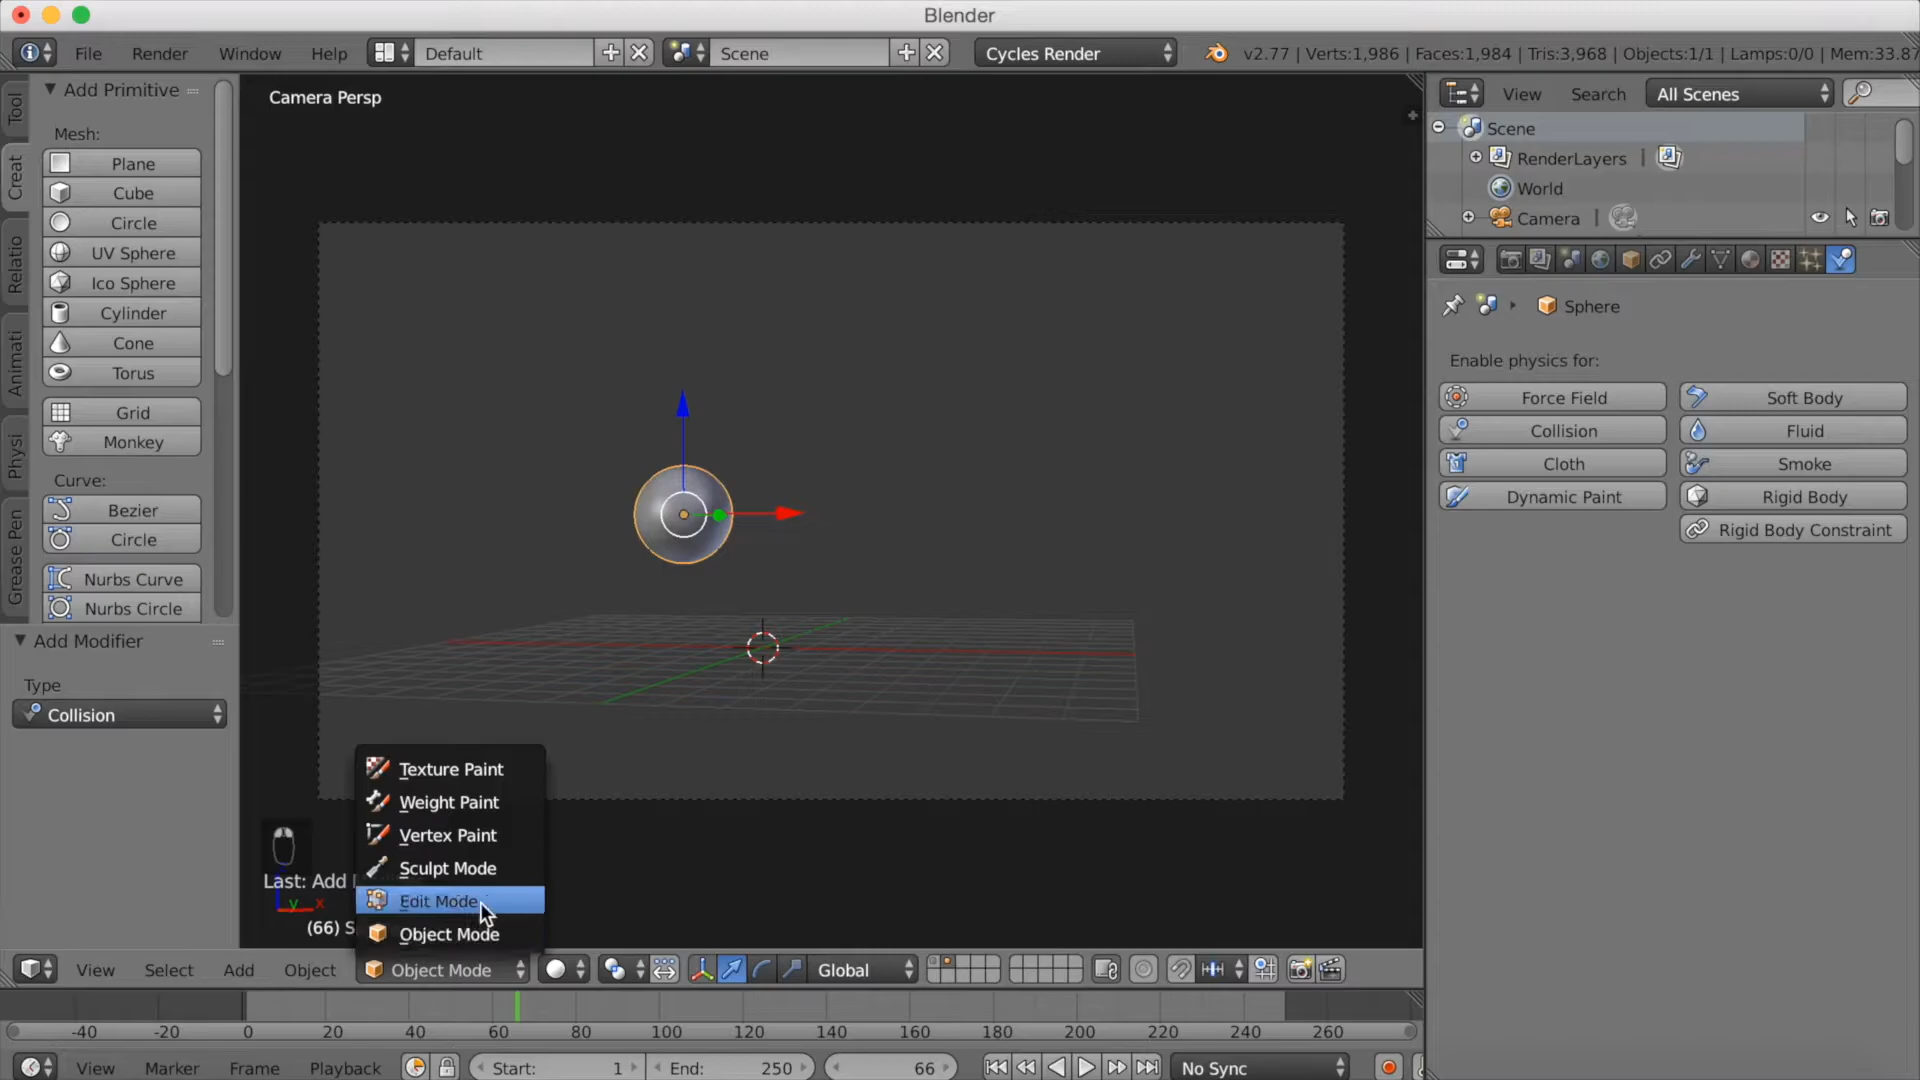 Blender
File Render Window Help Default Scene Cycles Render v2.77 | Verts:1,986 | Faces:1,984 | Tris:3,968 | Objects:1/1 | Lamps:0/0 | Mem:33.87
Tool
Creat
Relatio
Animati
Physi
Grease Pen
Add Primitive
Mesh:
Plane
Cube
Circle
UV Sphere
Ico Sphere
Cylinder
Cone
Torus
Grid
Monkey
Curve:
Bezier
Circle
Nurbs Curve
Nurbs Circle
Add Modifier
Type
Collision
Camera Persp
Last: Add
y x
(66) S
Texture Paint
Weight Paint
Vertex Paint
Sculpt Mode
Edit Mode
Object Mode
View Select Add Object Object Mode Global
-40 -20 0 20 40 60 80 100 120 140 160 180 200 220 240 260
View Marker Frame Playback Start: 1 End: 250 66 No Sync
View Search All Scenes
Scene
RenderLayers |
World
Camera |
Sphere
Enable physics for:
Force Field Soft Body
Collision Fluid
Cloth Smoke
Dynamic Paint Rigid Body
Rigid Body Constraint